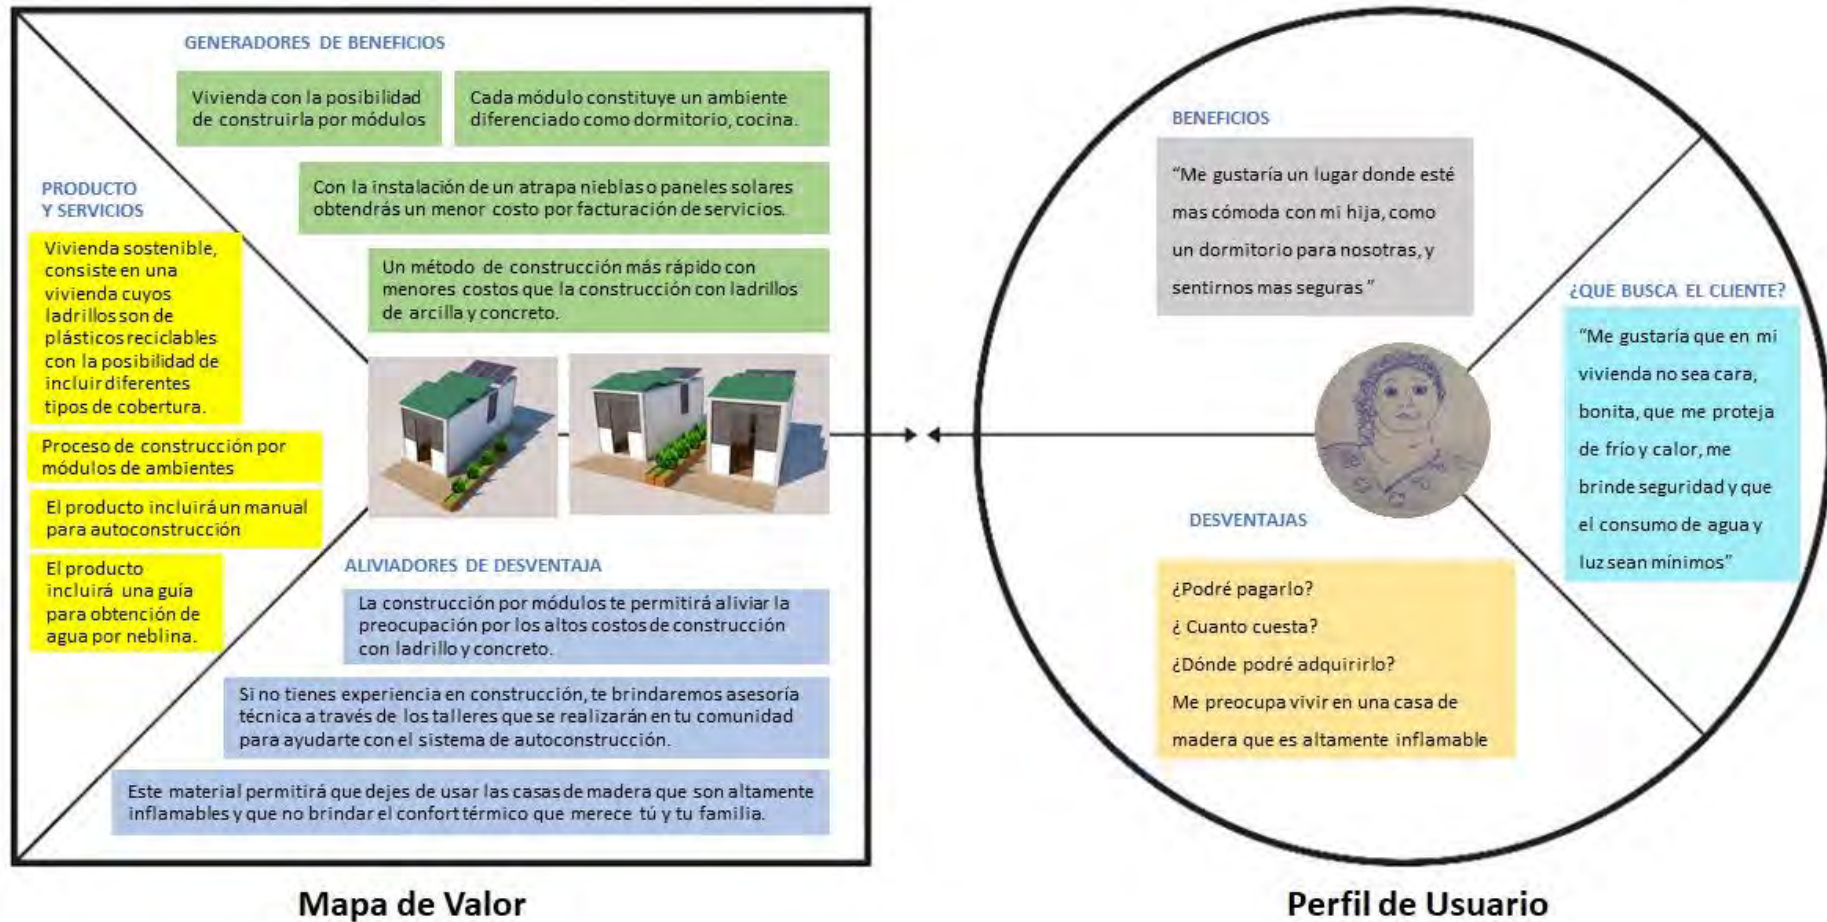 GENERADORES DE BENEFICIOS
Vivienda con la posibilidad
de construirla por módulos
Cada módulo constituye un ambiente
diferenciado como dormitorio, cocina.
Con la instalación de un atrapa nieblas o paneles solares
obtendrás un menor costo por facturación de servicios.
Un método de construcción más rápido con
menores costos que la construcción con ladrillos
de arcilla y concreto.
PRODUCTO
Y SERVICIOS
Vivienda sostenible,
consiste en una
vivienda cuyos
ladrillos son de
plásticos reciclables
con la posibilidad de
incluir diferentes
tipos de cobertura.
Proceso de construcción por
módulos de ambientes
El producto incluirá un manual
para autoconstrucción
El producto
incluirá una guía
para obtención de
agua por neblina.
ALIVIADORES DE DESVENTAJA
La construcción por módulos te permitirá aliviar la
preocupación por los altos costos de construcción
con ladrillo y concreto.
Si no tienes experiencia en construcción, te brindaremos asesoría
técnica a través de los talleres que se realizarán en tu comunidad
para ayudarte con el sistema de autoconstrucción.
Este material permitirá que dejes de usar las casas de madera que son altamente
inflamables y que no brindar el confort térmico que merece tú y tu familia.
Mapa de Valor
BENEFICIOS
“Me gustaría un lugar donde esté
mas cómoda con mi hija, como
un dormitorio para nosotras, y
sentirnos mas seguras ”
¿QUE BUSCA EL CLIENTE?
“Me gustaría que en mi
vivienda no sea cara,
bonita, que me proteja
de frío y calor, me
brinde seguridad y que
el consumo de agua y
luz sean mínimos”
DESVENTAJAS
¿Podré pagarlo?
¿ Cuanto cuesta?
¿Dónde podré adquirirlo?
Me preocupa vivir en una casa de
madera que es altamente inflamable
Perfil de Usuario